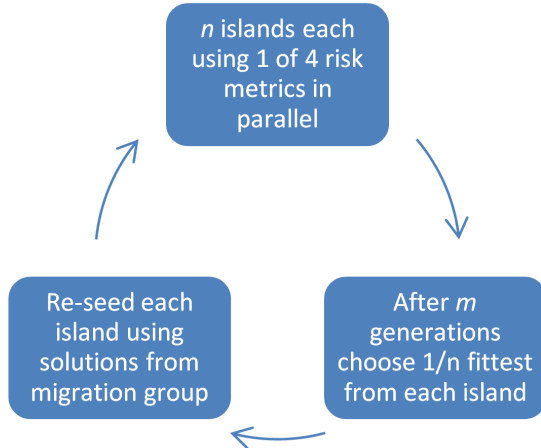 n islands each
using 1 of 4 risk
metrics in
parallel
After m
generations
choose 1/n fittest
from each island
Re-seed each
island using
solutions from
migration group